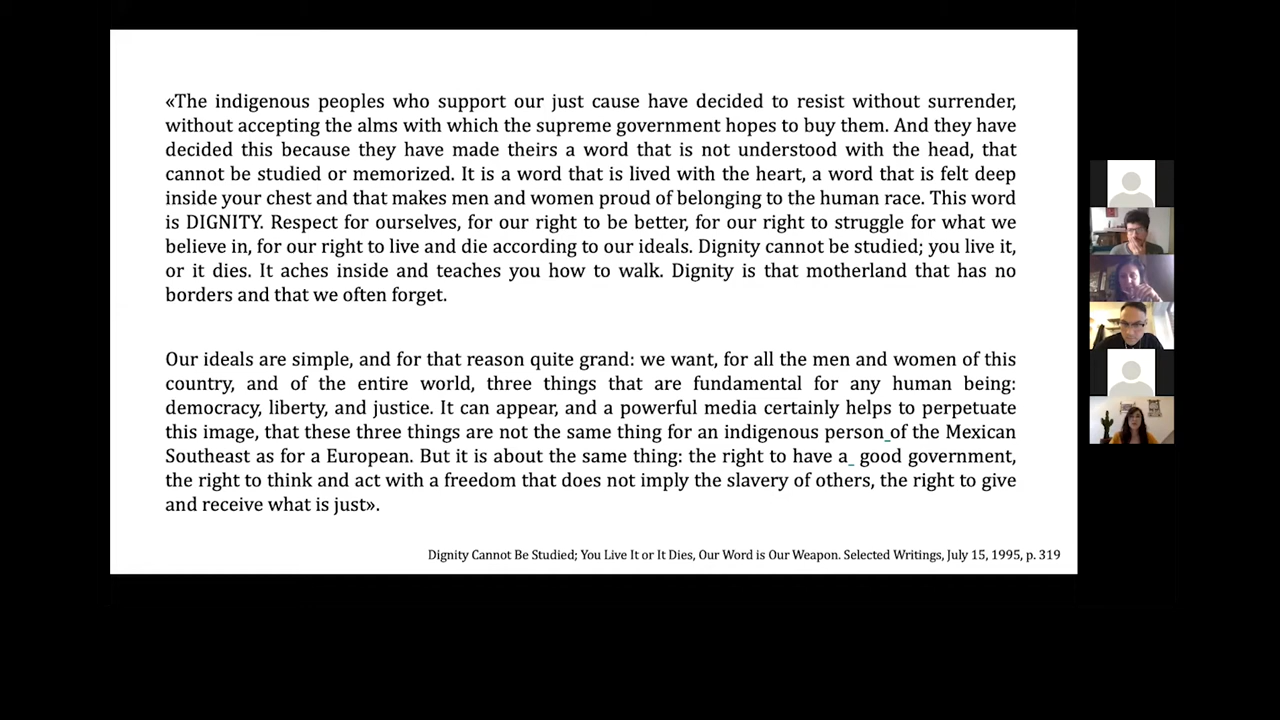 «The indigenous peoples who support our just cause have decided to resist without surrender,
without accepting the alms with which the supreme government hopes to buy them. And they have
decided this because they have made theirs a word that is not understood with the head, that
cannot be studied or memorized. It is a word that is lived with the heart, a word that is felt deep
inside your chest and that makes men and women proud of belonging to the human race. This word
is DIGNITY. Respect for ourselves, for our right to be better, for our right to struggle for what we
believe in, for our right to live and die according to our ideals. Dignity cannot be studied; you live it,
or it dies. It aches inside and teaches you how to walk. Dignity is that motherland that has no
borders and that we often forget.
Our ideals are simple, and for that reason quite grand: we want, for all the men and women of this
country, and of the entire world, three things that are fundamental for any human being:
democracy, liberty, and justice. It can appear, and a powerful media certainly helps to perpetuate
this image, that these three things are not the same thing for an indigenous person of the Mexican
Southeast as for a European. But it is about the same thing: the right to have a good government,
the right to think and act with a freedom that does not imply the slavery of others, the right to give
and receive what is just».
Dignity Cannot Be Studied; You Live It or It Dies, Our Word is Our Weapon. Selected Writings, July 15, 1995, p. 319